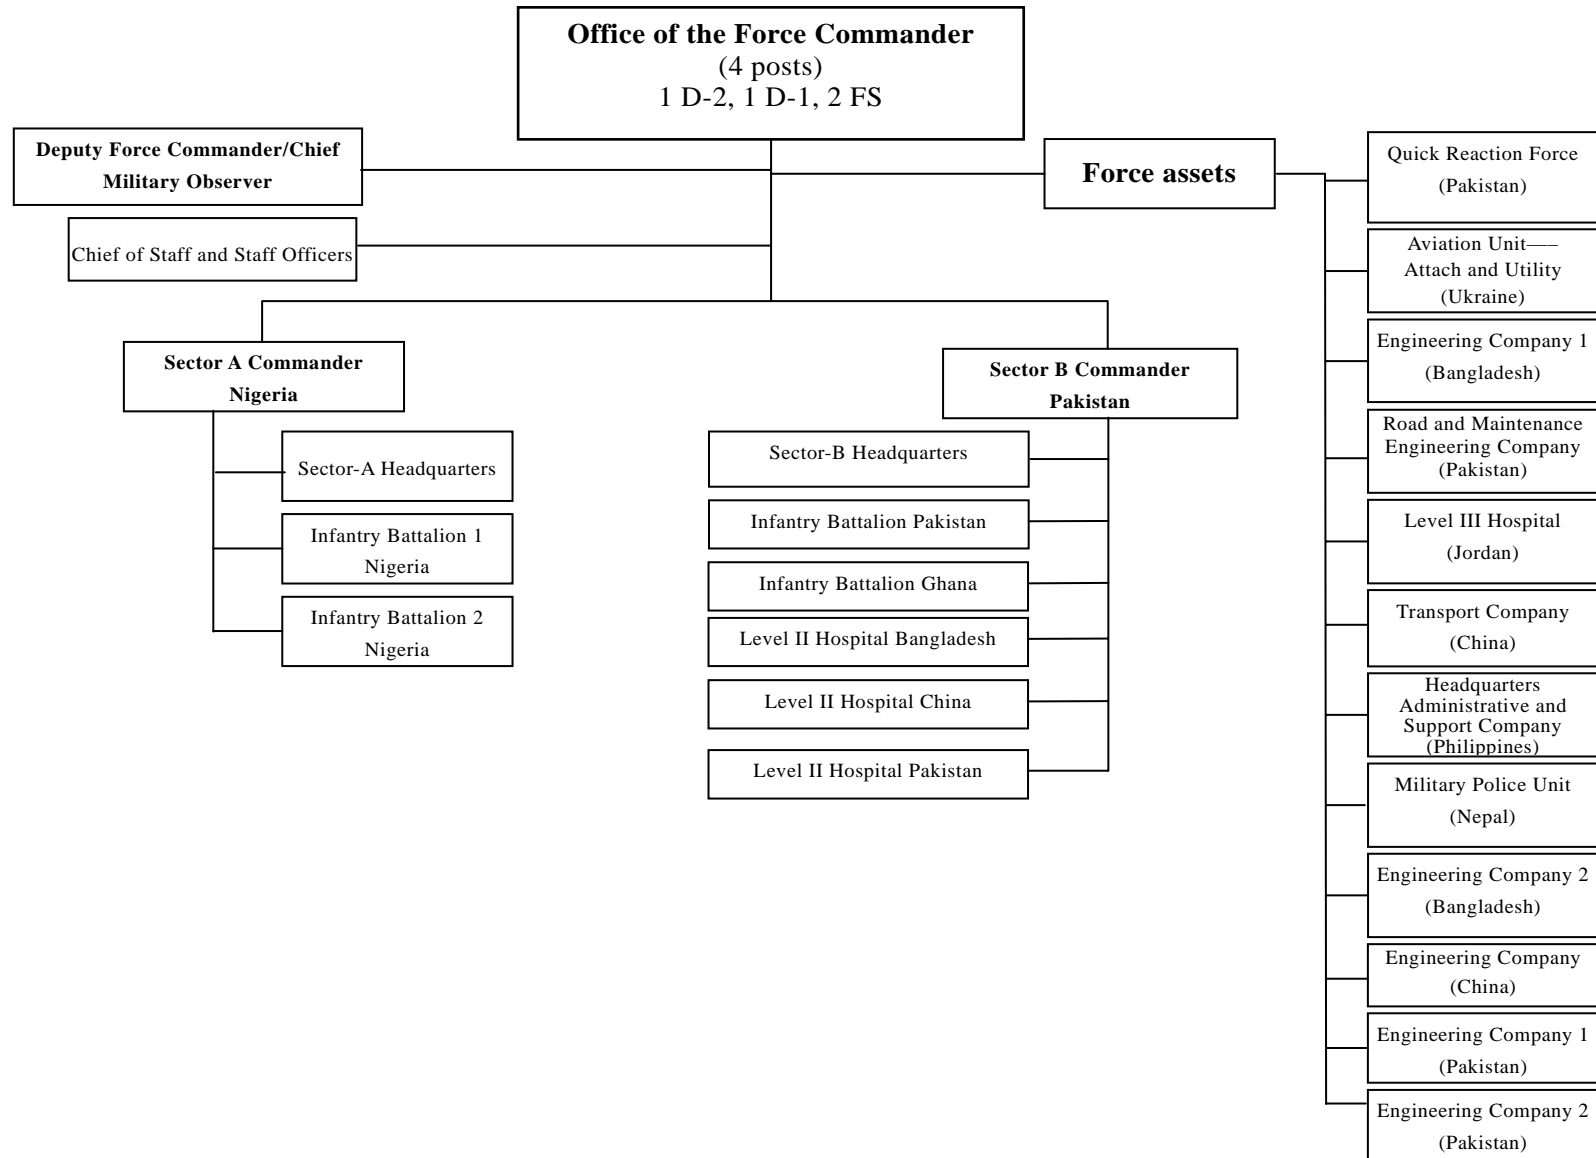 Office of the Force Commander
(4 posts)
1 D-2, 1 D-1, 2 FS
Deputy Force Commander/Chief
Military Observer
Chief of Staff and Staff Officers
Force assets
Sector A Commander
Nigeria
Sector-A Headquarters
Infantry Battalion 1
Nigeria
Infantry Battalion 2
Nigeria
Sector B Commander
Pakistan
Sector-B Headquarters
Infantry Battalion Pakistan
Infantry Battalion Ghana
Level II Hospital Bangladesh
Level II Hospital China
Level II Hospital Pakistan
Quick Reaction Force
(Pakistan)
Aviation Unit—–
Attach and Utility
(Ukraine)
Engineering Company 1
(Bangladesh)
Road and Maintenance
Engineering Company
(Pakistan)
Level III Hospital
(Jordan)
Transport Company
(China)
Headquarters
Administrative and
Support Company
(Philippines)
Military Police Unit
(Nepal)
Engineering Company 2
(Bangladesh)
Engineering Company
(China)
Engineering Company 1
(Pakistan)
Engineering Company 2
(Pakistan)